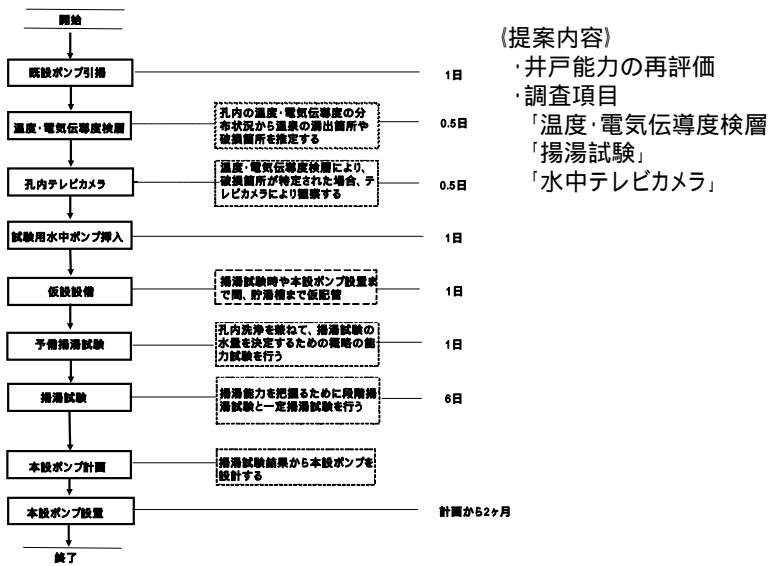 開始
既設ポンプ引揚
1日
温度・電気伝導度検層
孔内の温度・電気伝導度の分
布状況から温泉の湧出箇所や
破損箇所を推定する
0.5日
孔内テレビカメラ
温度・電気伝導度検層により、
破損箇所が特定された場合、テ
レビカメラにより観察する
0.5日
試験用水中ポンプ挿入
1日
仮設設備
揚湯試験時や本設ポンプ設置ま
で間、貯湯槽まで仮配管
1日
予備揚湯試験
孔内洗浄を兼ねて、揚湯試験の
水量を決定するための概略の能
力試験を行う
1日
揚湯試験
揚湯能力を把握るために段階揚
湯試験と一定揚湯試験を行う
6日
本設ポンプ計画
揚湯試験結果から本設ポンプを
設計する
本設ポンプ設置
計画から2ヶ月
終了
《提案内容》
・井戸能力の再評価
・調査項目
「温度・電気伝導度検層
「揚湯試験」
「水中テレビカメラ」